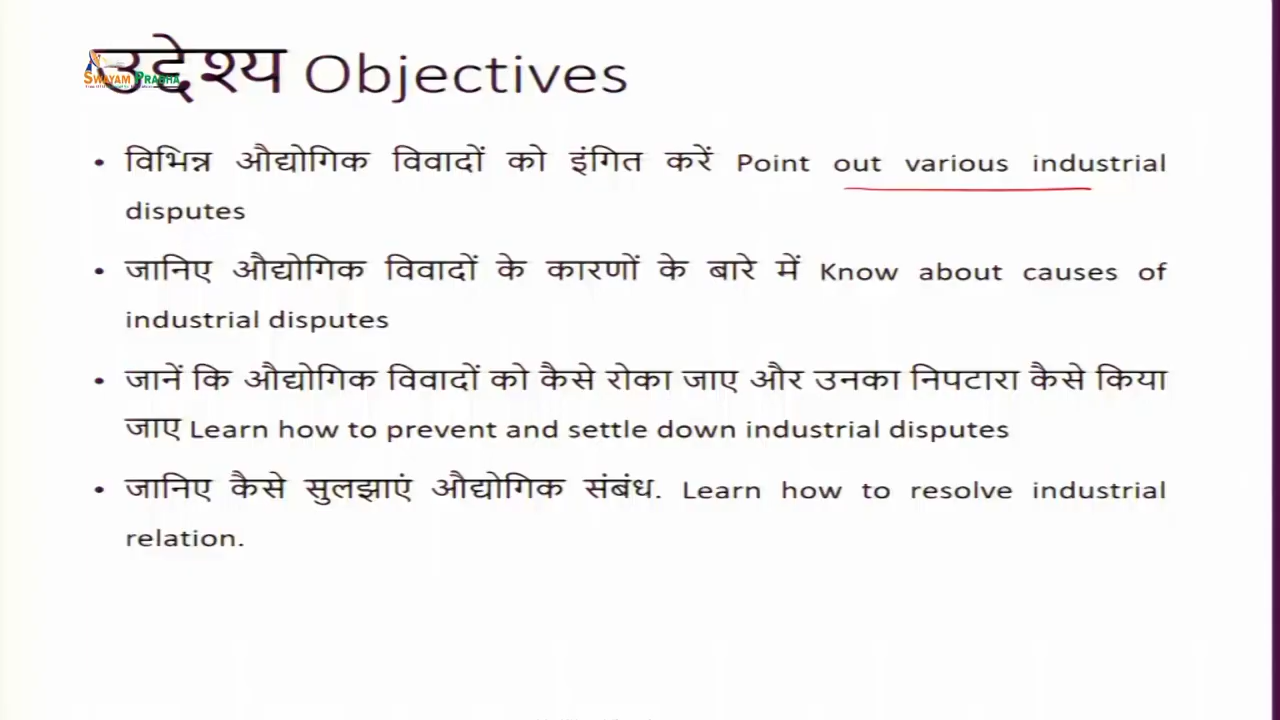 उद्देश्य Objectives
SWAYAM PRABHA
• विभिन्न औद्योगिक विवादों को इंगित करें Point out various industrial
disputes
• जानिए औद्योगिक विवादों के कारणों के बारे में Know about causes of
industrial disputes
• जानें कि औद्योगिक विवादों को कैसे रोका जाए और उनका निपटारा कैसे किया
जाए Learn how to prevent and settle down industrial disputes
• जानिए कैसे सुलझाएं औद्योगिक संबंध. Learn how to resolve industrial
relation.